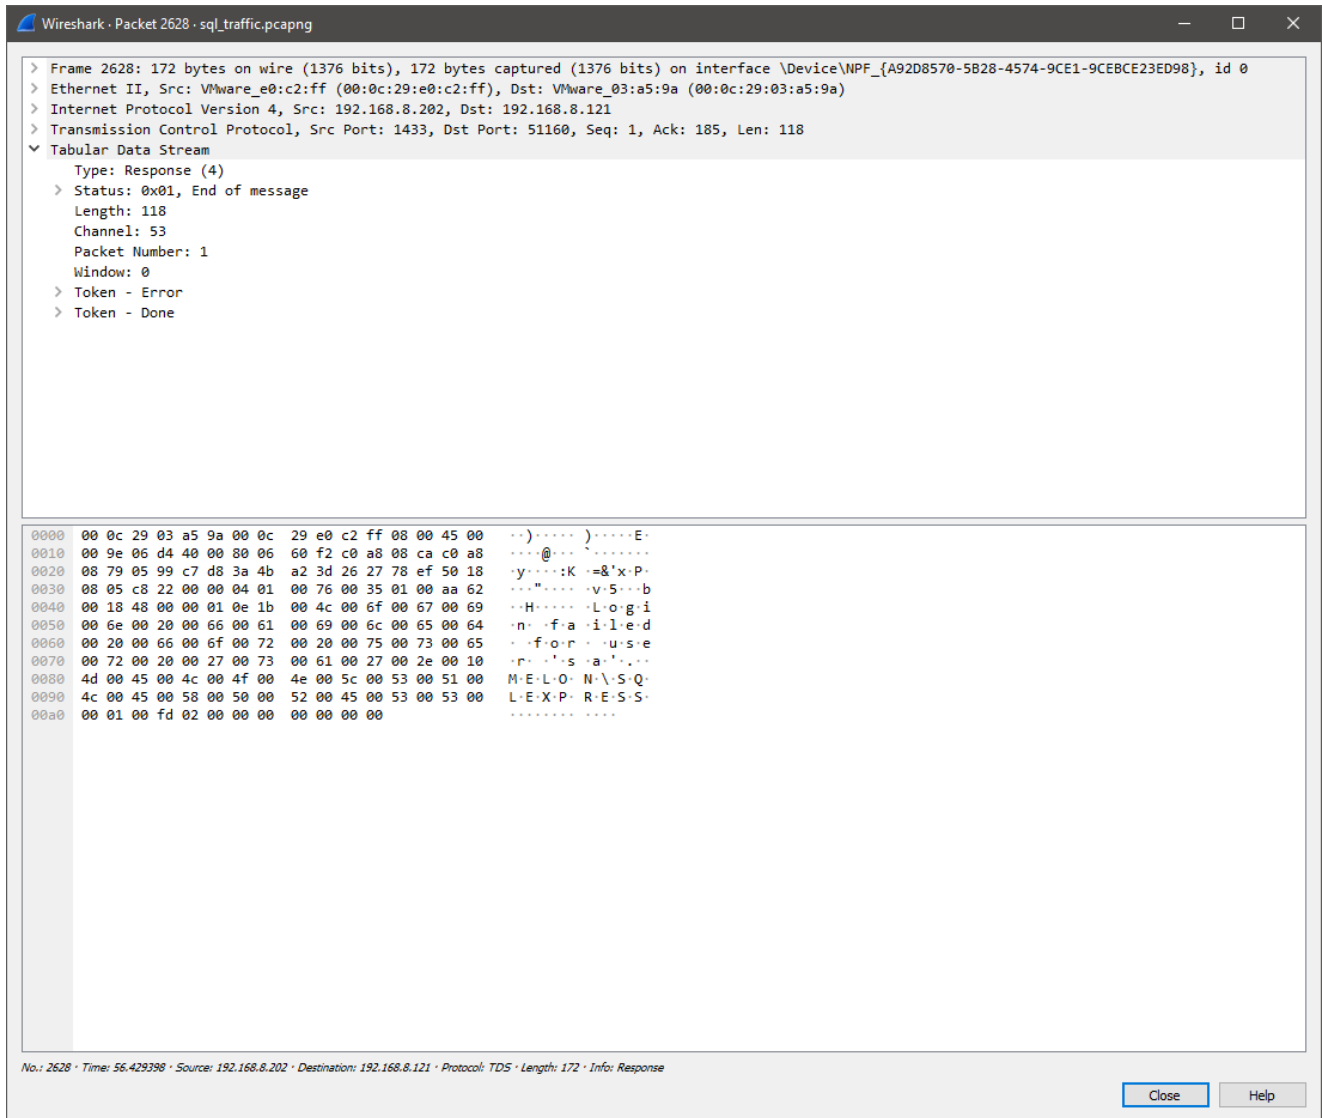 Wireshark · Packet 2628 · sql_traffic.pcapng
Frame 2628: 172 bytes on wire (1376 bits), 172 bytes captured (1376 bits) on interface \Device\NPF_{A92D8570-5B28-4574-9CE1-9CEBCE23ED98}, id 0
Ethernet II, Src: VMware_e0:c2:ff (00:0c:29:e0:c2:ff), Dst: VMware_03:a5:9a (00:0c:29:03:a5:9a)
Internet Protocol Version 4, Src: 192.168.8.202, Dst: 192.168.8.121
Transmission Control Protocol, Src Port: 1433, Dst Port: 51160, Seq: 1, Ack: 185, Len: 118
Tabular Data Stream
Type: Response (4)
Status: 0x01, End of message
Length: 118
Channel: 53
Packet Number: 1
Window: 0
Token - Error
Token - Done
0000 00 0c 29 03 a5 9a 00 0c 29 e0 c2 ff 08 00 45 00 ··)····· )·····E·
0010 00 9e 06 d4 40 00 80 06 60 f2 c0 a8 08 ca c0 a8 ····@··· `·······
0020 08 79 05 99 c7 d8 3a 4b a2 3d 26 27 78 ef 50 18 ·y····:K ·=&'x·P·
0030 08 05 c8 22 00 00 04 01 00 76 00 35 01 00 aa 62 ···"···· ·v·5···b
0040 00 18 48 00 00 01 0e 1b 00 4c 00 6f 00 67 00 69 ··H····· ·L·o·g·i
0050 00 6e 00 20 00 66 00 61 00 69 00 6c 00 65 00 64 ·n· ·f·a ·i·l·e·d
0060 00 20 00 66 00 6f 00 72 00 20 00 75 00 73 00 65 · ·f·o·r · ·u·s·e
0070 00 72 00 20 00 27 00 73 00 61 00 27 00 2e 00 10 ·r· ·'·s ·a·'·.··
0080 4d 00 45 00 4c 00 4f 00 4e 00 5c 00 53 00 51 00 M·E·L·O· N·\·S·Q·
0090 4c 00 45 00 58 00 50 00 52 00 45 00 53 00 53 00 L·E·X·P· R·E·S·S·
00a0 00 01 00 fd 02 00 00 00 00 00 00 00 ········ ····
No.: 2628 · Time: 56.429398 · Source: 192.168.8.202 · Destination: 192.168.8.121 · Protocol: TDS · Length: 172 · Info: Response
Close Help